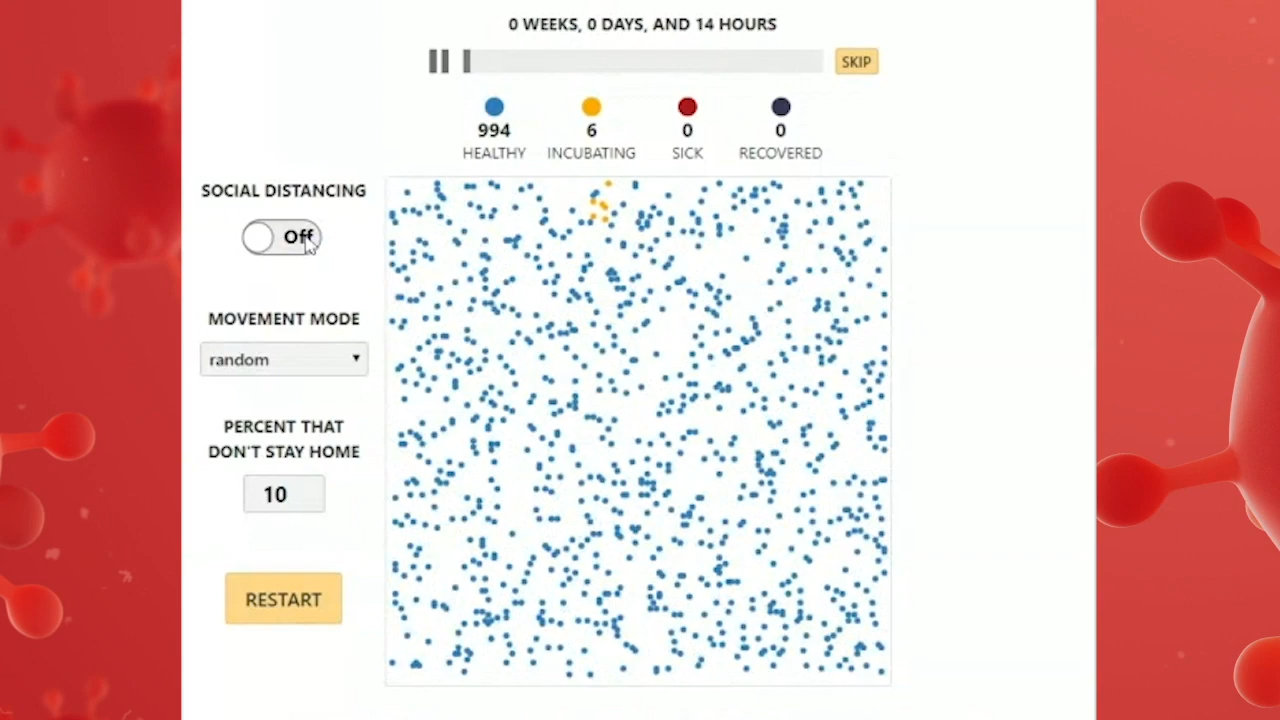 0 WEEKS, 0 DAYS, AND 14 HOURS
SKIP
994 6 0 0
HEALTHY INCUBATING SICK RECOVERED
SOCIAL DISTANCING
Off
MOVEMENT MODE
random
PERCENT THAT
DON'T STAY HOME
10
RESTART